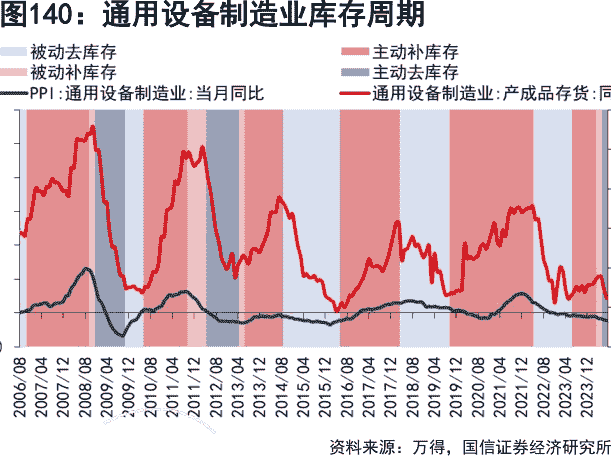 图140：通用设备制造业库存周期
被动去库存 主动补库存
被动补库存 主动去库存
PPI:通用设备制造业:当月同比 通用设备制造业:产成品存货:同
0
2006/08 2007/04 2007/12 2008/08 2009/04 2009/12 2010/08 2011/04 2011/12 2012/08 2013/04 2013/12 2014/08 2015/04 2015/12 2016/08 2017/04 2017/12 2018/08 2019/04 2019/12 2020/08 2021/04 2021/12 2022/08 2023/04 2023/12
资料来源：万得，国信证券经济研究所